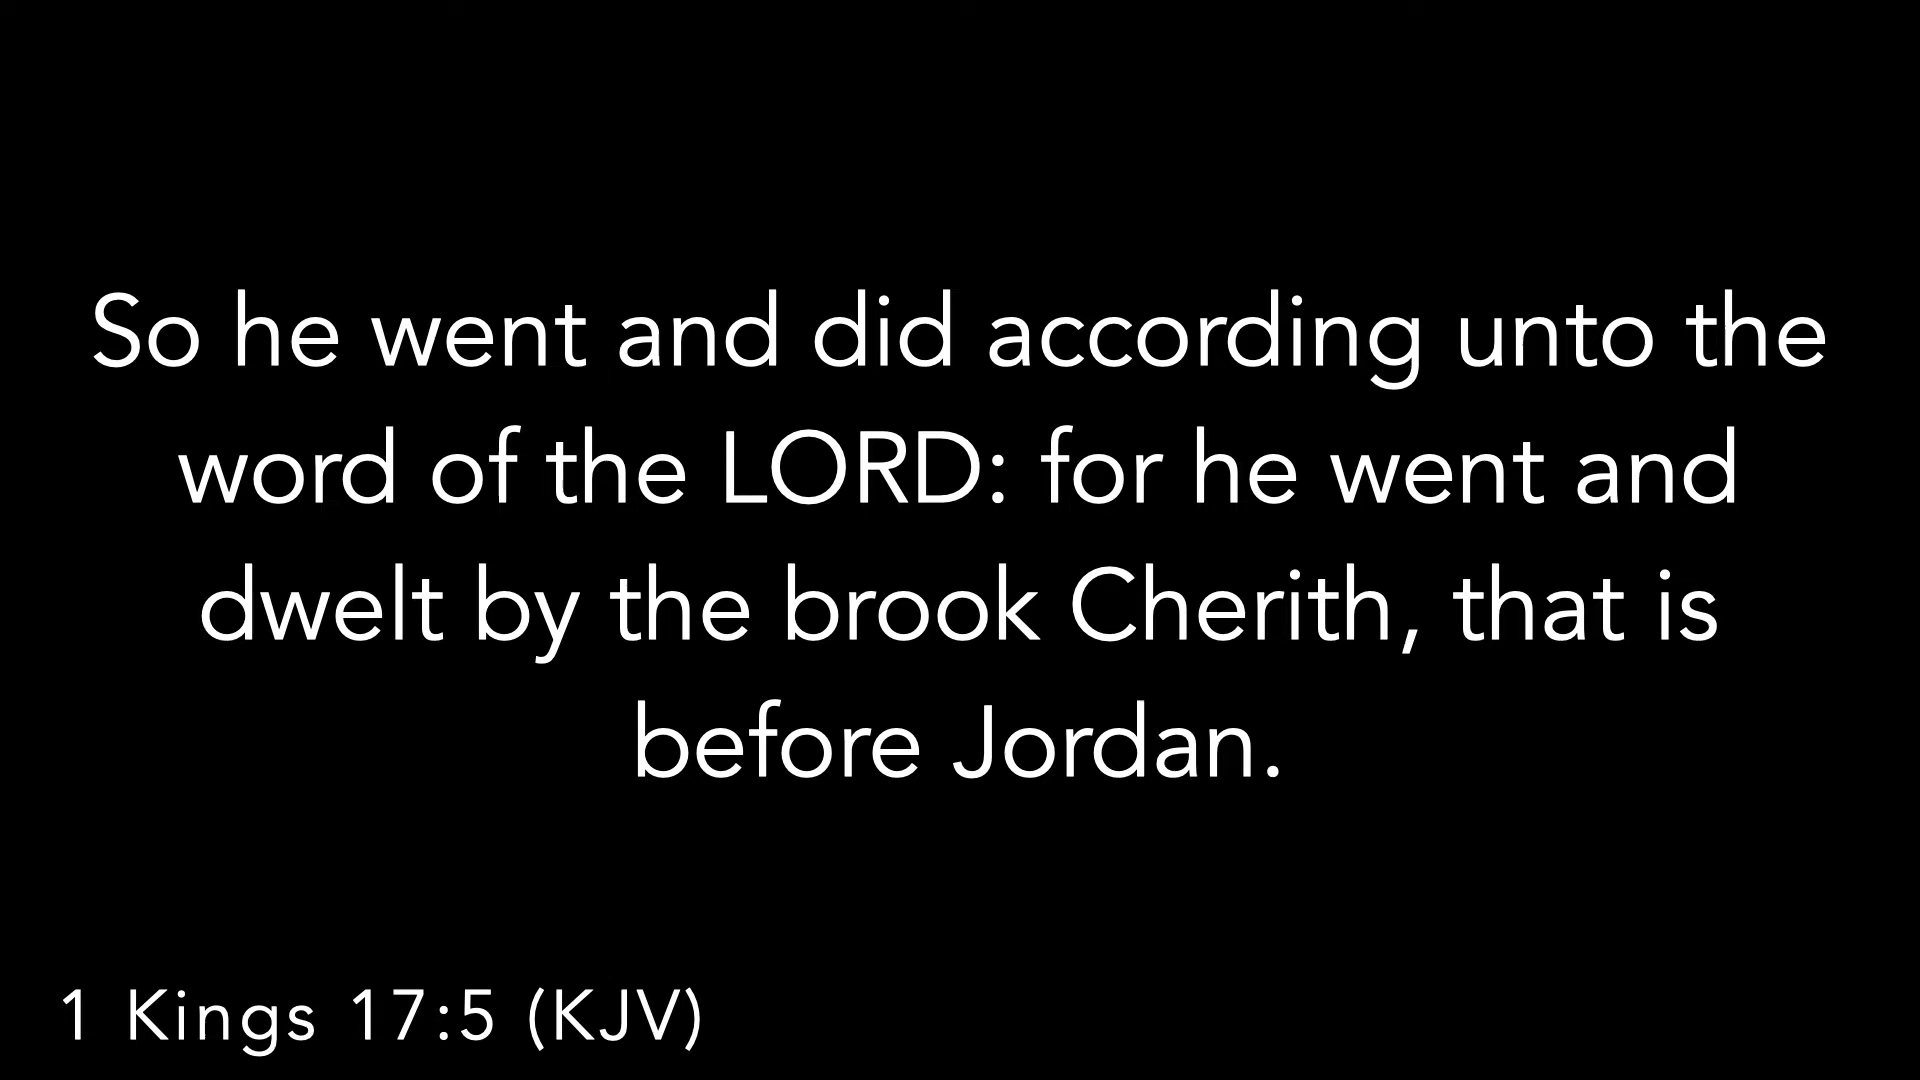 So he went and did according unto the
word of the LORD: for he went and
dwelt by the brook Cherith, that is
before Jordan.
1 Kings 17:5 (KJV)